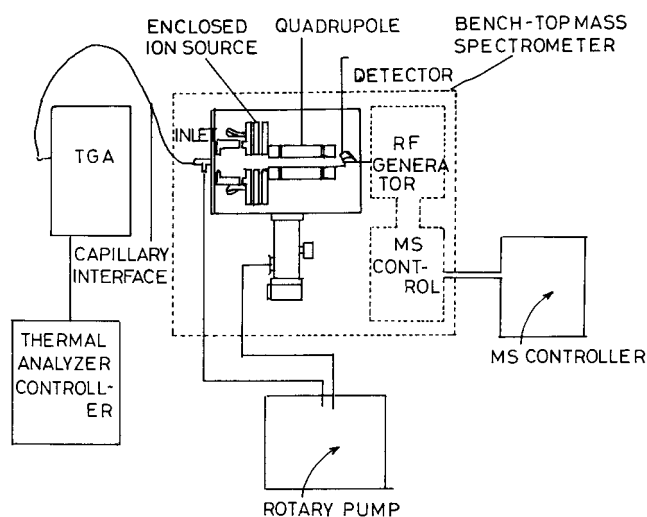 ENCLOSED
ION SOURCE
QUADRUPOLE
BENCH-TOP MASS
SPECTROMETER
DETECTOR
INLET
TGA
RF
GENERA
TOR
CAPILLARY
INTERFACE
MS
CONT-
ROL
THERMAL
ANALYZER
CONTROLL-
ER
MS CONTROLLER
ROTARY PUMP